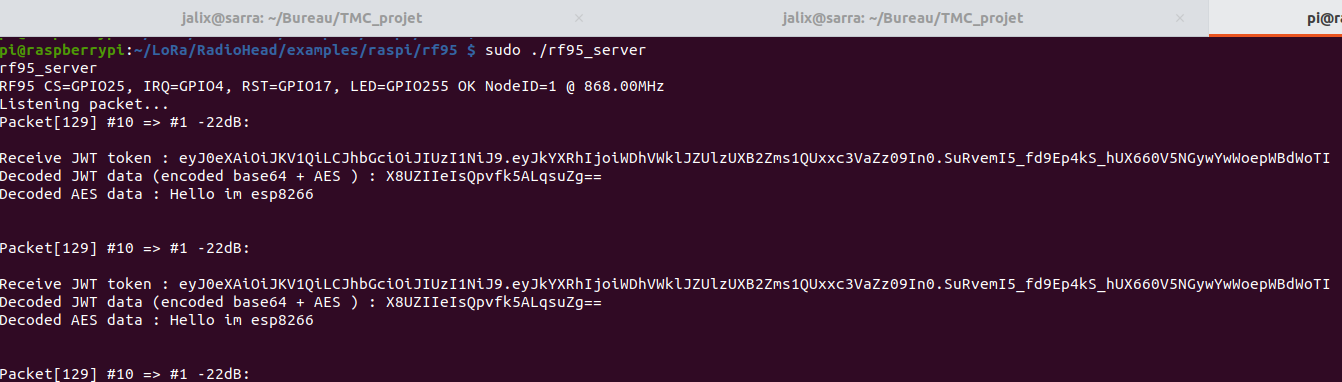 jalix@sarra: ~/Bureau/TMC_projet × jalix@sarra: ~/Bureau/TMC_projet × pi@ra
pi@raspberrypi:~/LoRa/RadioHead/examples/raspi/rf95 $ sudo ./rf95_server
rf95_server
RF95 CS=GPIO25, IRQ=GPIO4, RST=GPIO17, LED=GPIO255 OK NodeID=1 @ 868.00MHz
Listening packet...
Packet[129] #10 => #1 -22dB:
Receive JWT token : eyJ0eXAiOiJKV1QiLCJhbGciOiJIUzI1NiJ9.eyJkYXRhIjoiWDhVWklJZUlzUXB2Zms1QUxxc3VaZz09In0.SuRvemI5_fd9Ep4kS_hUX660V5NGywYwWoepWBdWoTI
Decoded JWT data (encoded base64 + AES ) : X8UZIIeIsQpvfk5ALqsuZg==
Decoded AES data : Hello im esp8266
Packet[129] #10 => #1 -22dB:
Receive JWT token : eyJ0eXAiOiJKV1QiLCJhbGciOiJIUzI1NiJ9.eyJkYXRhIjoiWDhVWklJZUlzUXB2Zms1QUxxc3VaZz09In0.SuRvemI5_fd9Ep4kS_hUX660V5NGywYwWoepWBdWoTI
Decoded JWT data (encoded base64 + AES ) : X8UZIIeIsQpvfk5ALqsuZg==
Decoded AES data : Hello im esp8266
Packet[129] #10 => #1 -22dB: